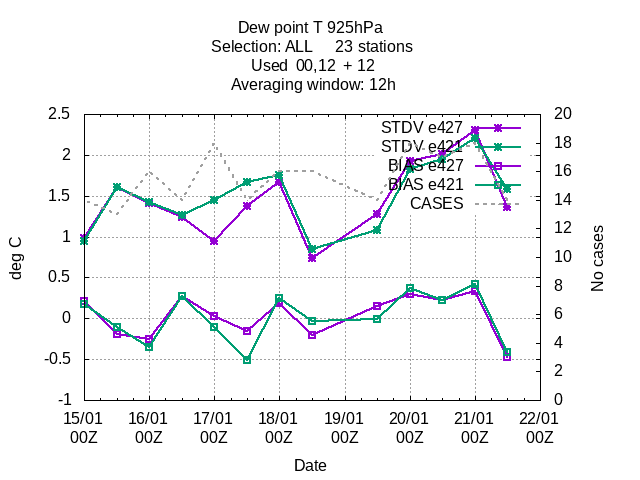 Dew point T 925hPa
Selection: ALL     23 stations
Used  00,12  + 12
Averaging window: 12h
2.5
2
1.5
1
0.5
0
-0.5
-1
deg C
20
18
16
14
12
10
8
6
4
2
0
No cases
STDV e427
STDV e421
BIAS e427
BIAS e421
CASES
15/01 16/01 17/01 18/01 19/01 20/01 21/01 22/01
00Z 00Z 00Z 00Z 00Z 00Z 00Z 00Z
Date